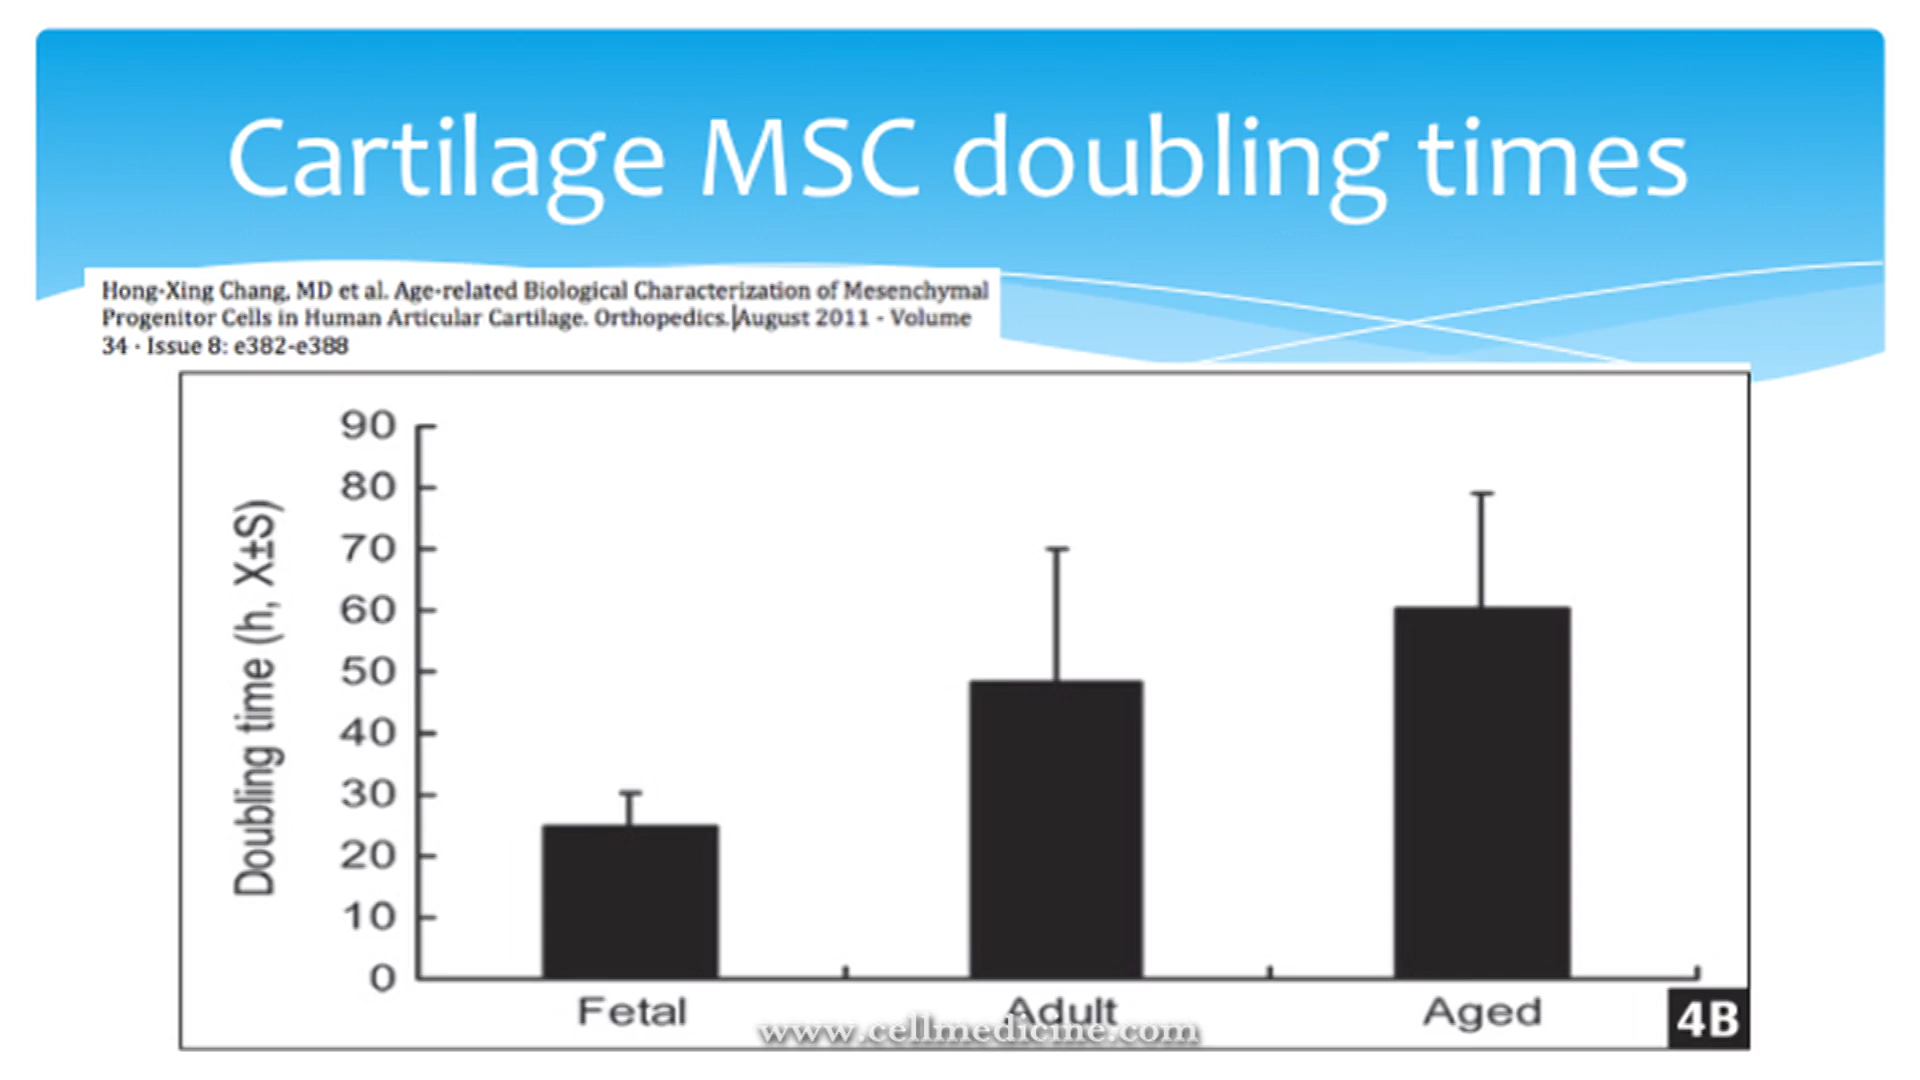 Cartilage MSC doubling times
Hong-Xing Chang, MD et al. Age-related Biological Characterization of Mesenchymal
Progenitor Cells in Human Articular Cartilage. Orthopedics. August 2011 - Volume
34 - Issue 8: e382-e388
Doubling time (h, X±S)
90
80
70
60
50
40
30
20
10
0
Fetal Adult Aged
4B
www.cellmedicine.com